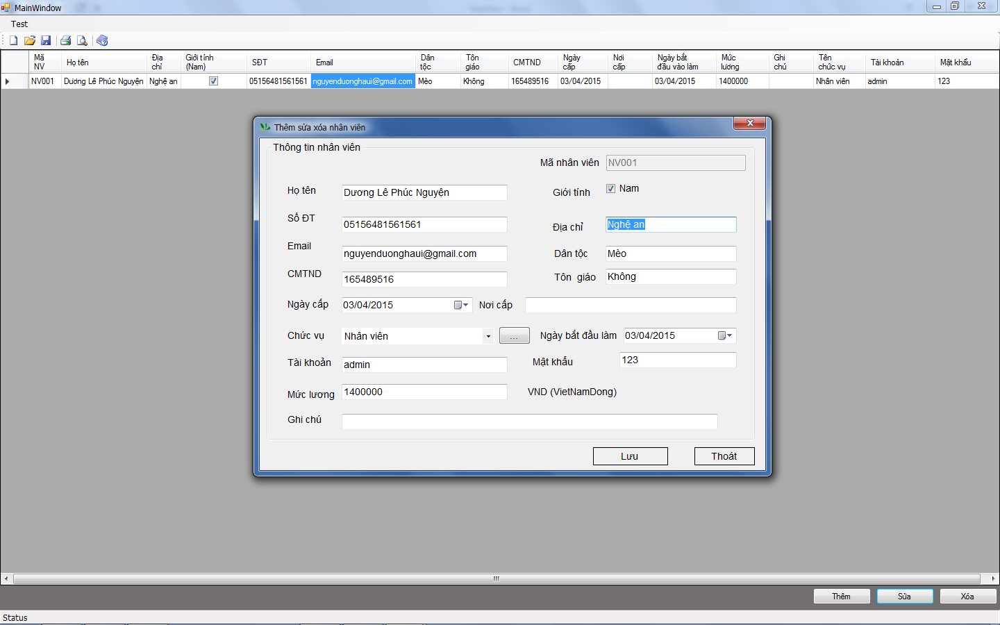 MainWindow
Test
Mã NV Họ tên Địa chỉ Giới tính (Nam) SĐT Email Dân tộc Tôn giáo CMTND Ngày cấp Nơi cấp Ngày bắt đầu vào làm Mức lương Ghi chú Tên chức vụ Tài khoản Mật khẩu
NV001 Dương Lê Phúc Nguyện Nghệ an 05156481561561 nguyenduonghaui@gmail.com Mèo Không 165489516 03/04/2015 03/04/2015 1400000 Nhân viên admin 123
Thêm sửa xóa nhân viên
Thông tin nhân viên
Mã nhân viên NV001
Họ tên Dương Lê Phúc Nguyện Giới tính Nam
Số ĐT 05156481561561 Địa chỉ Nghệ an
Email nguyenduonghaui@gmail.com Dân tộc Mèo
CMTND 165489516 Tôn giáo Không
Ngày cấp 03/04/2015 Nơi cấp
Chức vụ Nhân viên ... Ngày bắt đầu làm 03/04/2015
Tài khoản admin Mật khẩu 123
Mức lương 1400000 VND (VietNamDong)
Ghi chú
Lưu Thoát
Thêm Sửa Xóa
Status